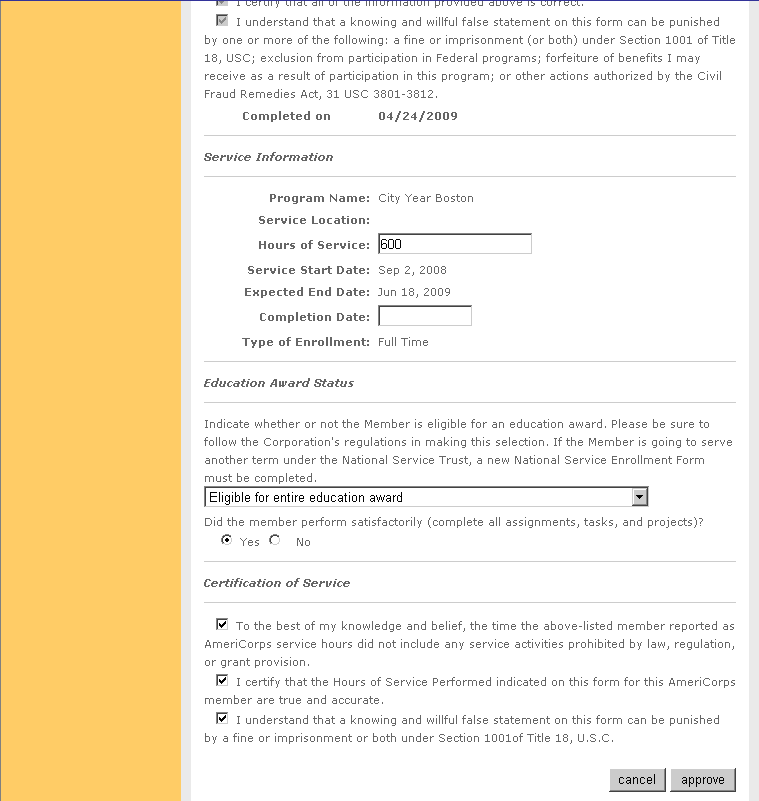 I certify that all of the information provided above is correct.
I understand that a knowing and willful false statement on this form can be punished
by one or more of the following: a fine or imprisonment (or both) under Section 1001 of Title
18, USC; exclusion from participation in Federal programs; forfeiture of benefits I may
receive as a result of participation in this program; or other actions authorized by the Civil
Fraud Remedies Act, 31 USC 3801-3812.
Completed on 04/24/2009
Service Information
Program Name: City Year Boston
Service Location:
Hours of Service: 600
Service Start Date: Sep 2, 2008
Expected End Date: Jun 18, 2009
Completion Date:
Type of Enrollment: Full Time
Education Award Status
Indicate whether or not the Member is eligible for an education award. Please be sure to
follow the Corporation's regulations in making this selection. If the Member is going to serve
another term under the National Service Trust, a new National Service Enrollment Form
must be completed.
Eligible for entire education award
Did the member perform satisfactorily (complete all assignments, tasks, and projects)?
Yes No
Certification of Service
To the best of my knowledge and belief, the time the above-listed member reported as
AmeriCorps service hours did not include any service activities prohibited by law, regulation,
or grant provision.
I certify that the Hours of Service Performed indicated on this form for this AmeriCorps
member are true and accurate.
I understand that a knowing and willful false statement on this form can be punished
by a fine or imprisonment or both under Section 1001of Title 18, U.S.C.
cancel approve